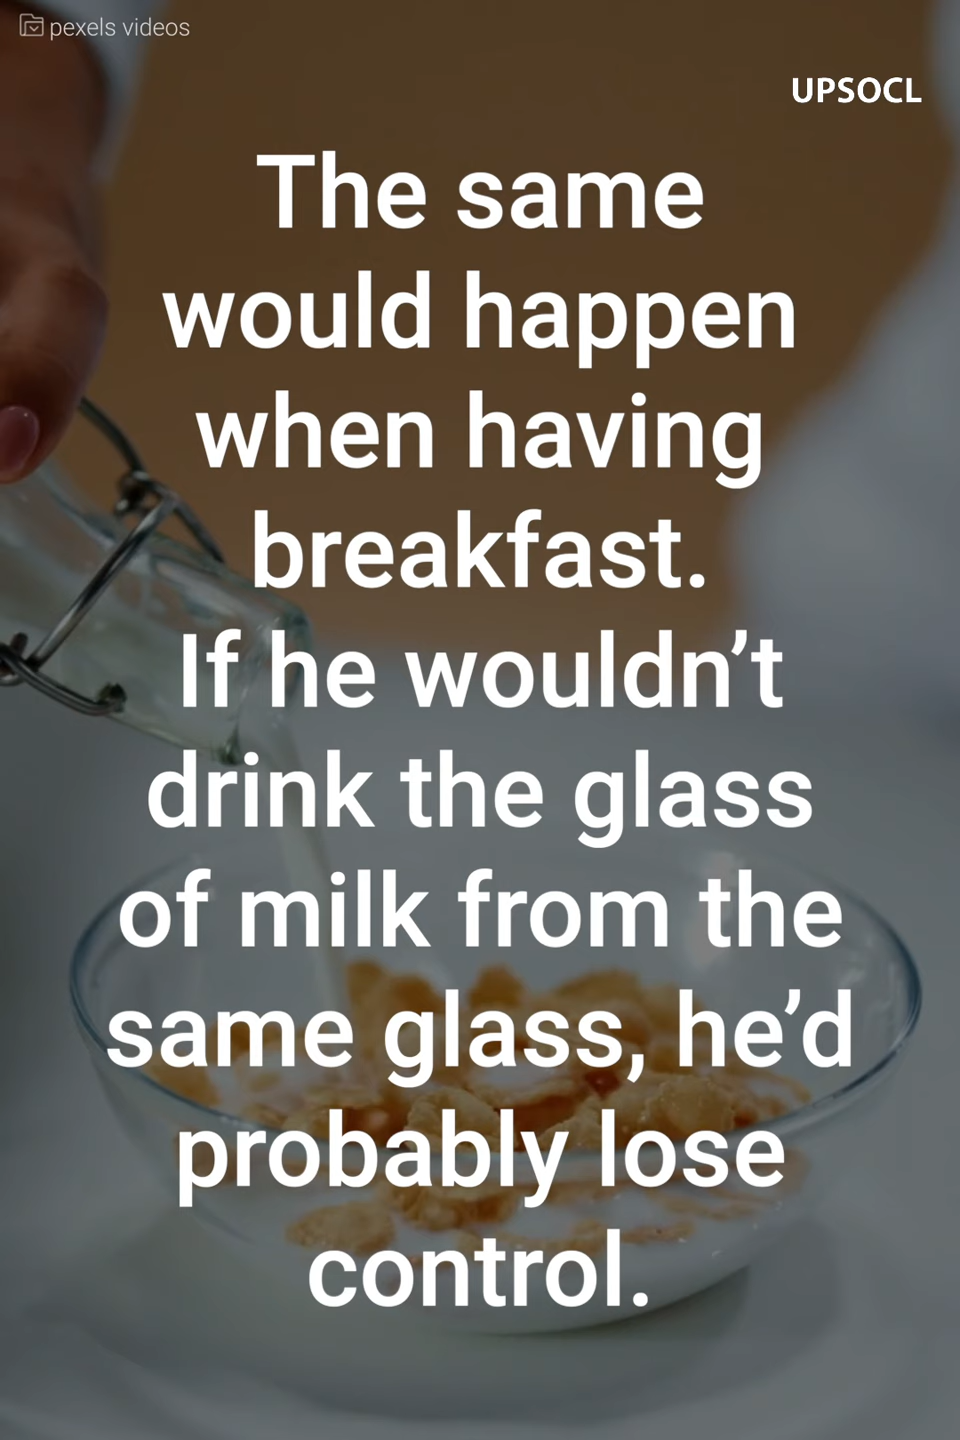 pexels videos
UPSOCL
The same
would happen
when having
breakfast.
If he wouldn’t
drink the glass
of milk from the
same glass, he’d
probably lose
control.